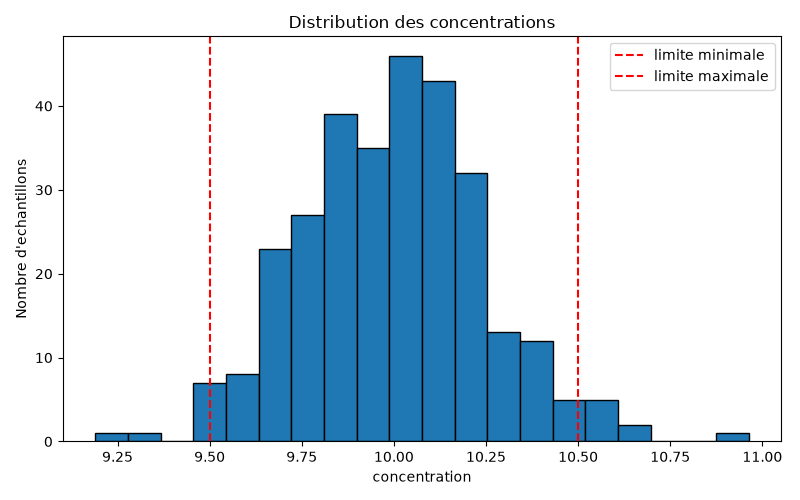 Distribution des concentrations
limite minimale
limite maximale
Nombre d'echantillons
40
30
20
10
0
9.25 9.50 9.75 10.00 10.25 10.50 10.75 11.00
concentration